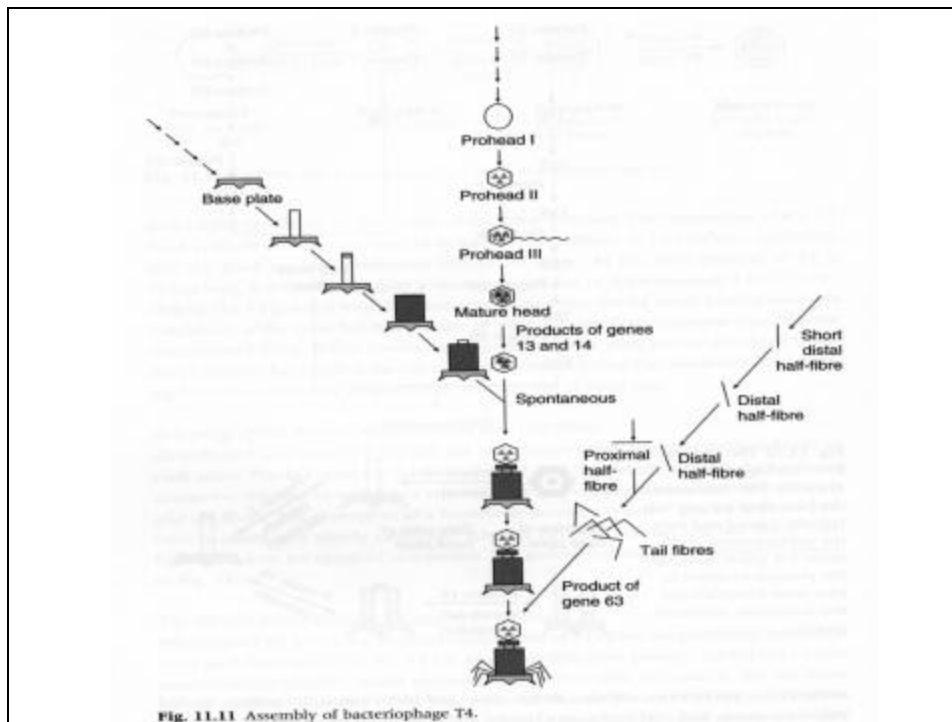 Prohead I
Prohead II
Base plate
Prohead III
Mature head
Products of genes
13 and 14
Short
distal
half-fibre
Spontaneous
Distal
half-fibre
Proximal
half-
fibre
Distal
half-fibre
Tail fibres
Product of
gene 63
Fig. 11.11 Assembly of bacteriophage T4.